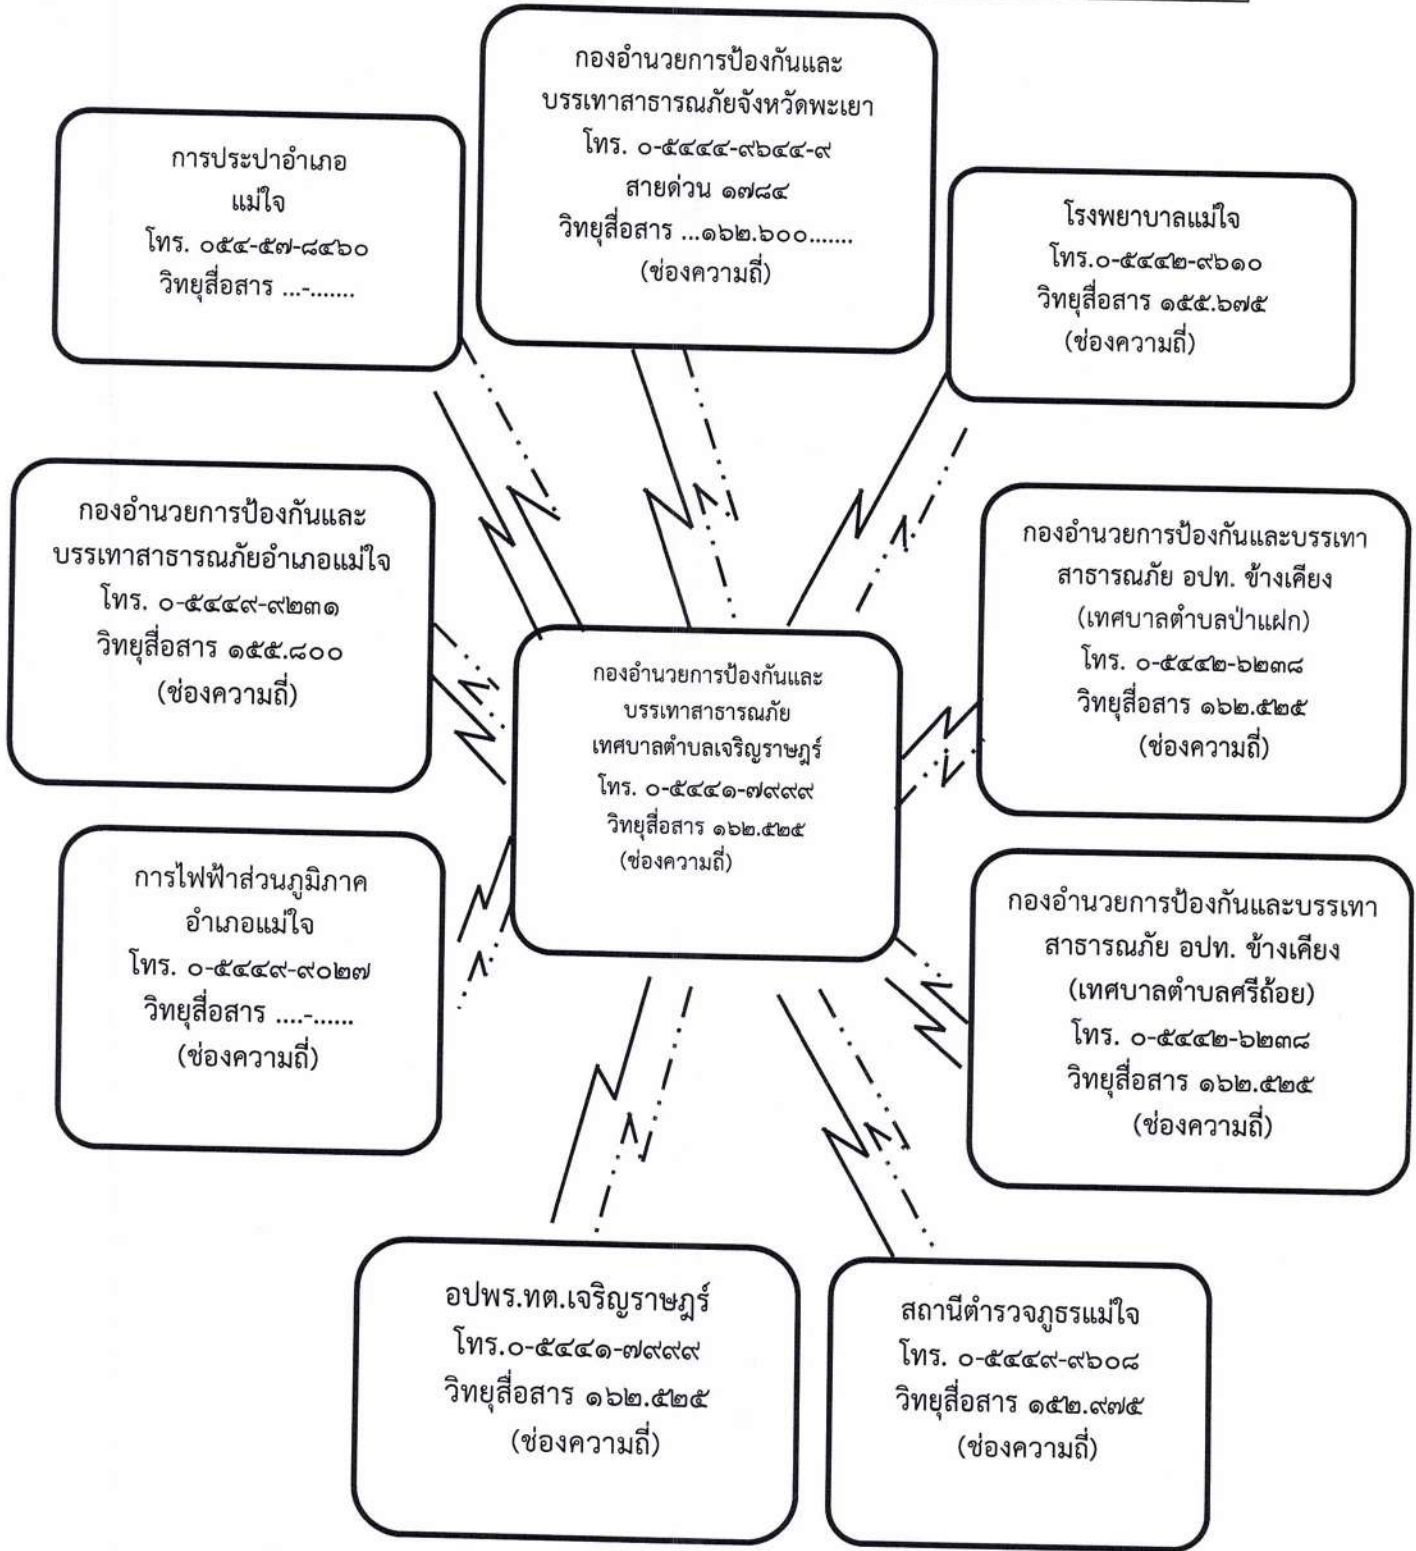 กองอำนวยการป้องกันและ
บรรเทาสาธารณภัยจังหวัดพะเยา
โทร. ๐-๕๔๔๔-๙๖๔๔-๙
สายด่วน ๑๗๘๔
วิทยุสื่อสาร ...๑๖๒.๖๐๐.......
(ช่องความถี่)
การประปาอำเภอ
แม่ใจ
โทร. ๐๕๔-๕๗-๘๔๖๐
วิทยุสื่อสาร ...-.......
โรงพยาบาลแม่ใจ
โทร.๐-๕๔๔๒-๙๖๑๐
วิทยุสื่อสาร ๑๕๕.๖๗๕
(ช่องความถี่)
กองอำนวยการป้องกันและ
บรรเทาสาธารณภัยอำเภอแม่ใจ
โทร. ๐-๕๔๔๙-๙๒๓๑
วิทยุสื่อสาร ๑๕๕.๘๐๐
(ช่องความถี่)
กองอำนวยการป้องกันและบรรเทา
สาธารณภัย อปท. ข้างเคียง
(เทศบาลตำบลป่าแฝก)
โทร. ๐-๕๔๔๒-๖๒๓๘
วิทยุสื่อสาร ๑๖๒.๕๒๕
(ช่องความถี่)
กองอำนวยการป้องกันและ
บรรเทาสาธารณภัย
เทศบาลตำบลเจริญราษฎร์
โทร. ๐-๕๔๔๑-๗๙๙๙
วิทยุสื่อสาร ๑๖๒.๕๒๕
(ช่องความถี่)
การไฟฟ้าส่วนภูมิภาค
อำเภอแม่ใจ
โทร. ๐-๕๔๔๙-๙๐๒๗
วิทยุสื่อสาร ....-......
(ช่องความถี่)
กองอำนวยการป้องกันและบรรเทา
สาธารณภัย อปท. ข้างเคียง
(เทศบาลตำบลศรีถ้อย)
โทร. ๐-๕๔๔๒-๖๒๓๘
วิทยุสื่อสาร ๑๖๒.๕๒๕
(ช่องความถี่)
อปพร.ทต.เจริญราษฎร์
โทร.๐-๕๔๔๑-๗๙๙๙
วิทยุสื่อสาร ๑๖๒.๕๒๕
(ช่องความถี่)
สถานีตำรวจภูธรแม่ใจ
โทร. ๐-๕๔๔๙-๙๖๐๘
วิทยุสื่อสาร ๑๕๒.๙๗๕
(ช่องความถี่)